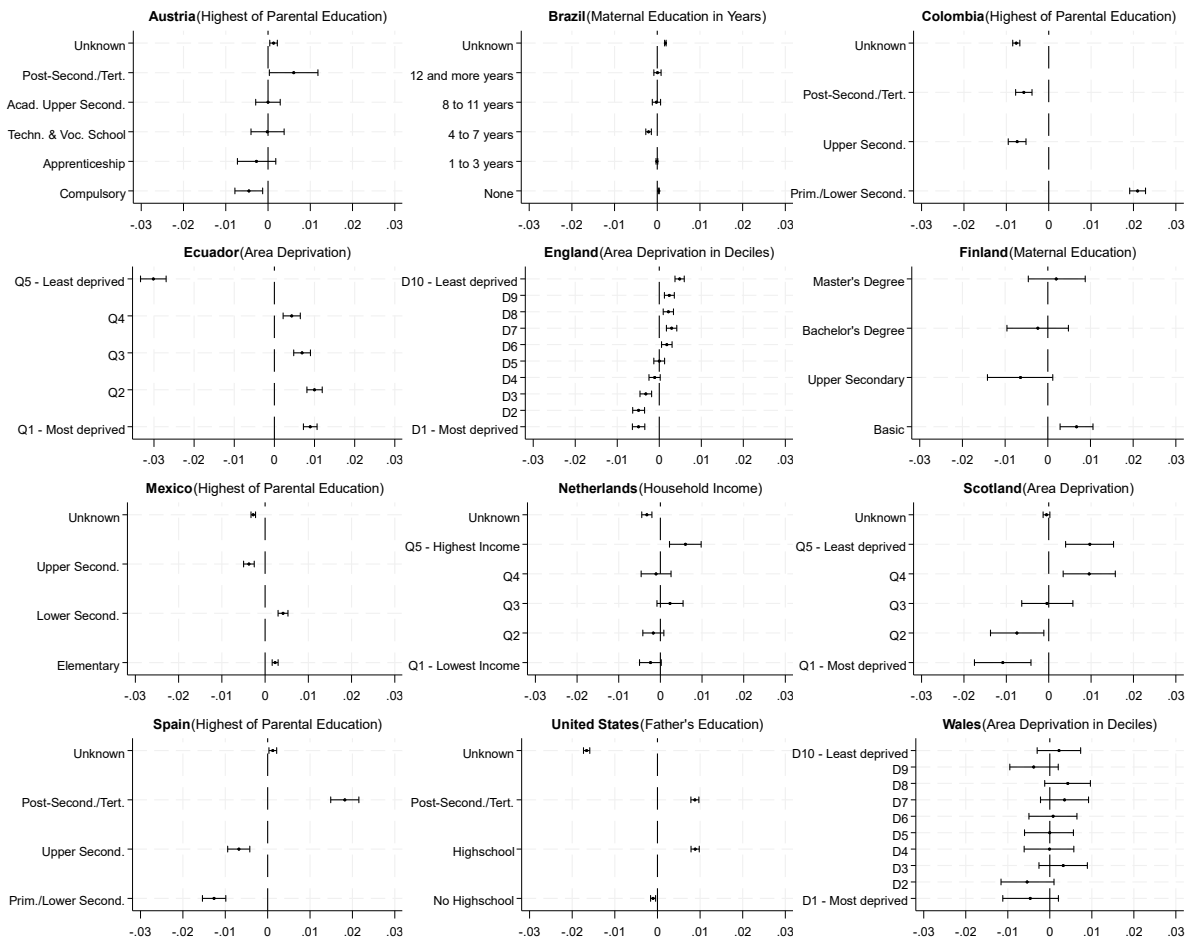 Austria(Highest of Parental Education)
Unknown
Post-Second./Tert.
Acad. Upper Second.
Techn. & Voc. School
Apprenticeship
Compulsory
-.03 -.02 -.01 0 .01 .02 .03
Brazil(Maternal Education in Years)
Unknown
12 and more years
8 to 11 years
4 to 7 years
1 to 3 years
None
-.03 -.02 -.01 0 .01 .02 .03
Colombia(Highest of Parental Education)
Unknown
Post-Second./Tert.
Upper Second.
Prim./Lower Second.
-.03 -.02 -.01 0 .01 .02 .03
Ecuador(Area Deprivation)
Q5 - Least deprived
Q4
Q3
Q2
Q1 - Most deprived
-.03 -.02 -.01 0 .01 .02 .03
England(Area Deprivation in Deciles)
D10 - Least deprived
D9
D8
D7
D6
D5
D4
D3
D2
D1 - Most deprived
-.03 -.02 -.01 0 .01 .02 .03
Finland(Maternal Education)
Master's Degree
Bachelor's Degree
Upper Secondary
Basic
-.03 -.02 -.01 0 .01 .02 .03
Mexico(Highest of Parental Education)
Unknown
Upper Second.
Lower Second.
Elementary
-.03 -.02 -.01 0 .01 .02 .03
Netherlands(Household Income)
Unknown
Q5 - Highest Income
Q4
Q3
Q2
Q1 - Lowest Income
-.03 -.02 -.01 0 .01 .02 .03
Scotland(Area Deprivation)
Unknown
Q5 - Least deprived
Q4
Q3
Q2
Q1 - Most deprived
-.03 -.02 -.01 0 .01 .02 .03
Spain(Highest of Parental Education)
Unknown
Post-Second./Tert.
Upper Second.
Prim./Lower Second.
-.03 -.02 -.01 0 .01 .02 .03
United States(Father's Education)
Unknown
Post-Second./Tert.
Highschool
No Highschool
-.03 -.02 -.01 0 .01 .02 .03
Wales(Area Deprivation in Deciles)
D10 - Least deprived
D9
D8
D7
D6
D5
D4
D3
D2
D1 - Most deprived
-.03 -.02 -.01 0 .01 .02 .03